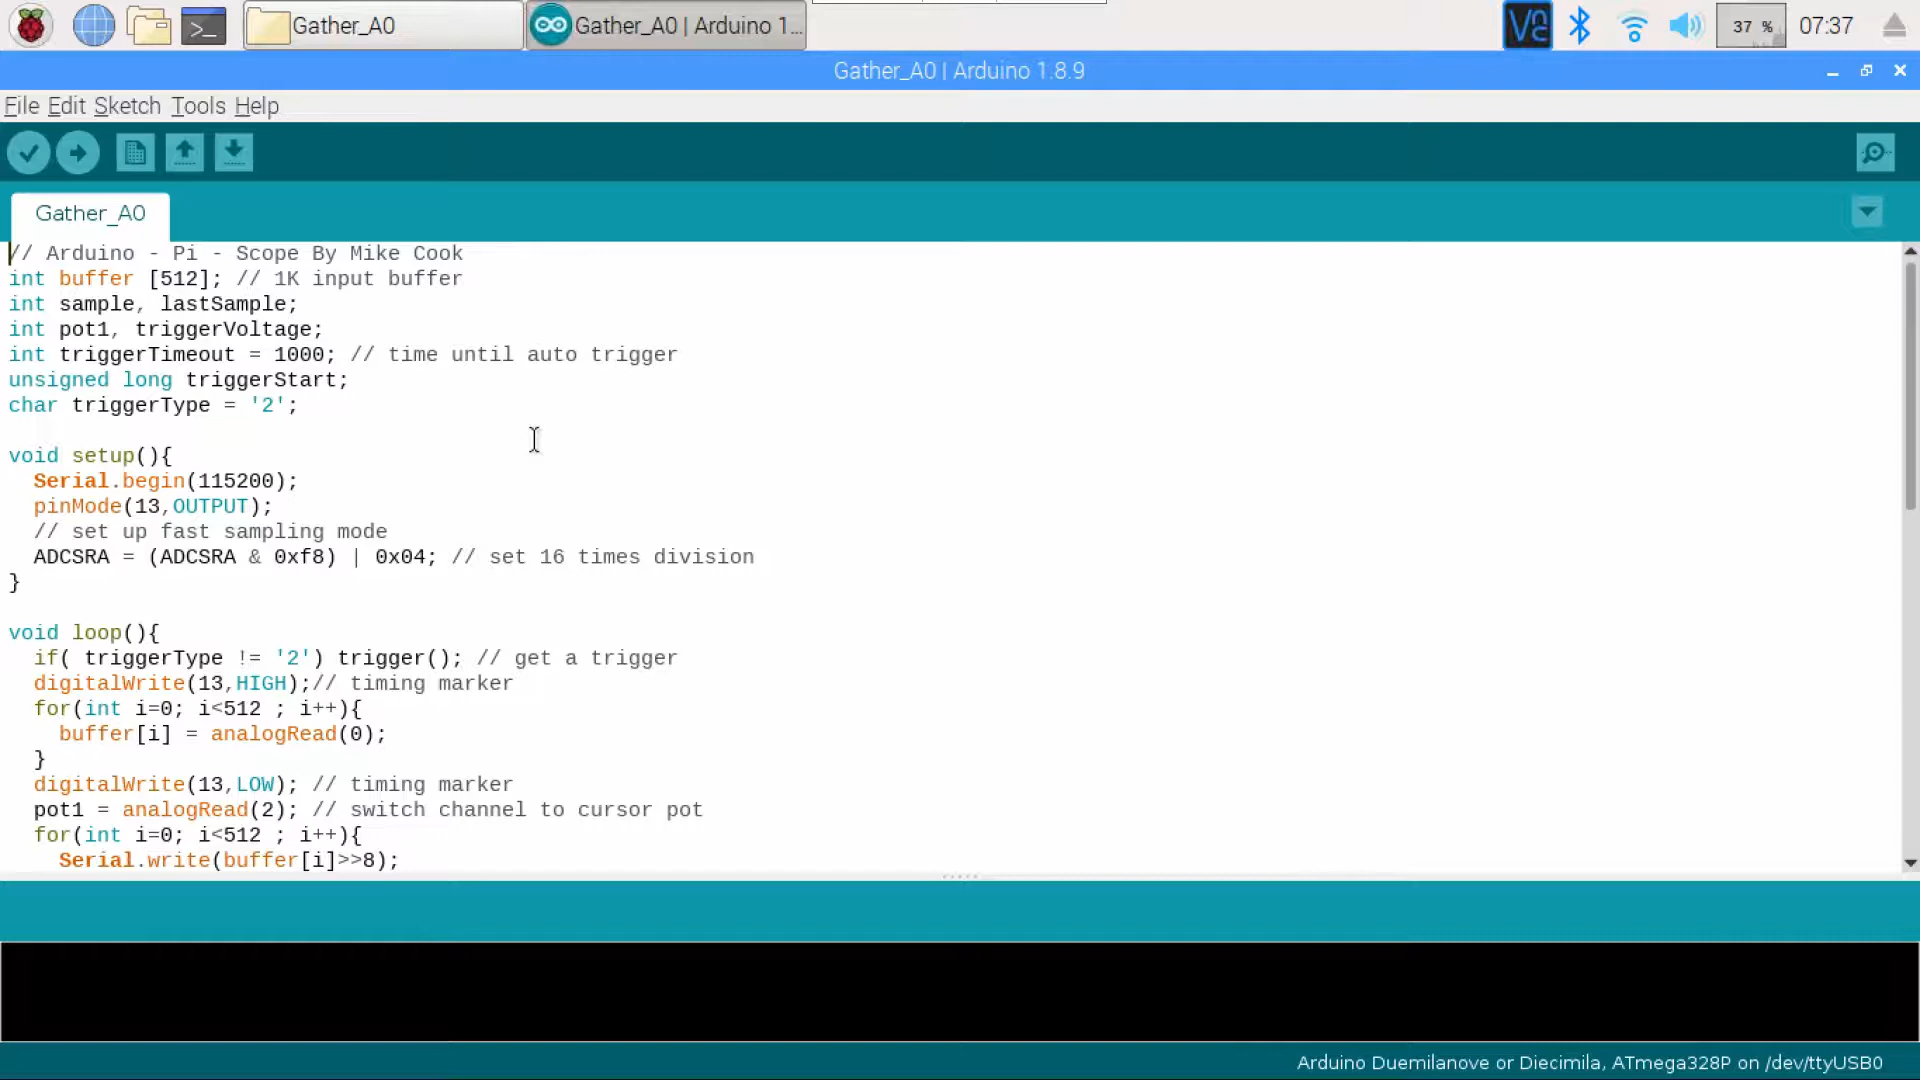 Gather_A0
Gather_A0 | Arduino 1...
37 %
07:37
Gather_A0 | Arduino 1.8.9
File Edit Sketch Tools Help
Gather_A0
// Arduino - Pi - Scope By Mike Cook
int buffer [512]; // 1K input buffer
int sample, lastSample;
int pot1, triggerVoltage;
int triggerTimeout = 1000; // time until auto trigger
unsigned long triggerStart;
char triggerType = '2';
void setup(){
Serial.begin(115200);
pinMode(13,OUTPUT);
// set up fast sampling mode
ADCSRA = (ADCSRA & 0xf8) | 0x04; // set 16 times division
}
void loop(){
if( triggerType != '2') trigger(); // get a trigger
digitalWrite(13,HIGH);// timing marker
for(int i=0; i<512 ; i++){
buffer[i] = analogRead(0);
}
digitalWrite(13,LOW); // timing marker
pot1 = analogRead(2); // switch channel to cursor pot
for(int i=0; i<512 ; i++){
Serial.write(buffer[i]>>8);
Arduino Duemilanove or Diecimila, ATmega328P on /dev/ttyUSB0